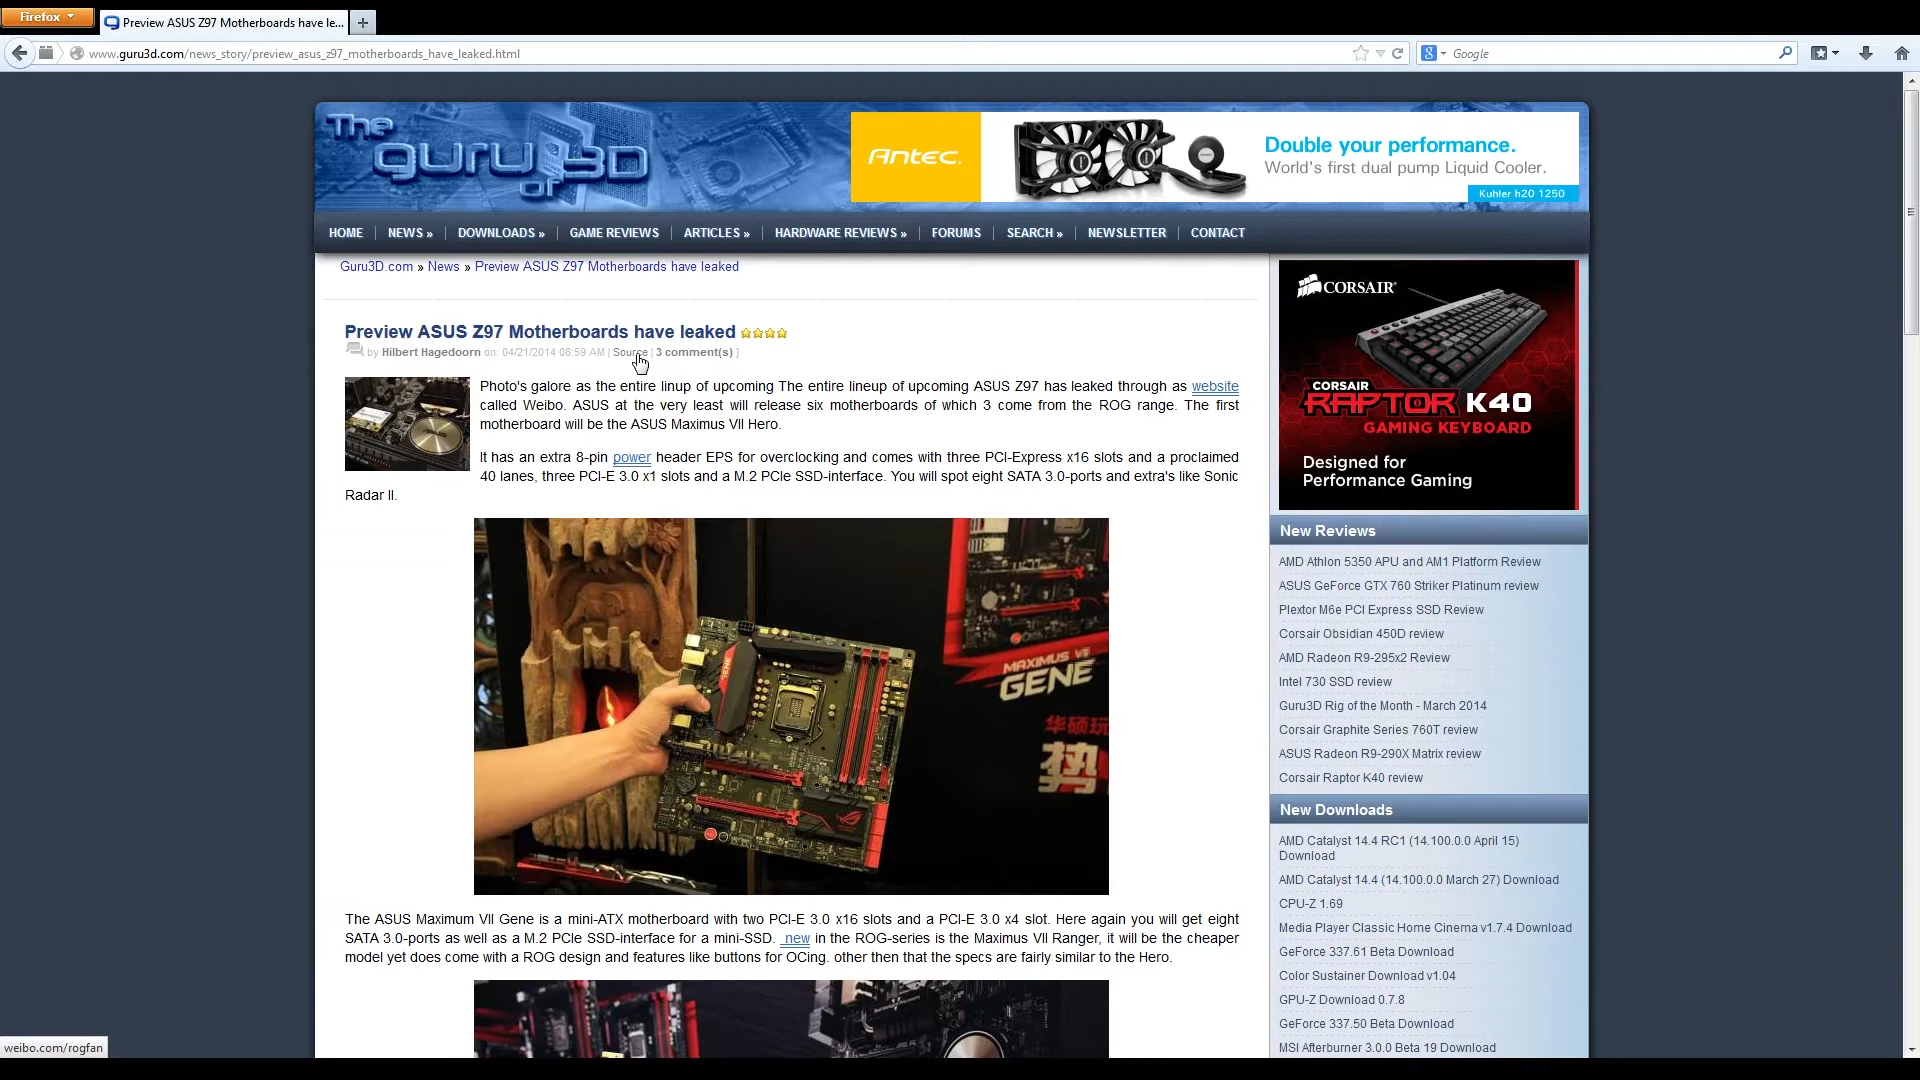 Firefox
Preview ASUS Z97 Motherboards have le...
www.guru3d.com/news_story/preview_asus_z97_motherboards_have_leaked.html
Google
The guru of 3D
ANTEC.
Double your performance.
World's first dual pump Liquid Cooler.
Kuhler h20 1250
HOME
NEWS »
DOWNLOADS »
GAME REVIEWS
ARTICLES »
HARDWARE REVIEWS »
FORUMS
SEARCH »
NEWSLETTER
CONTACT
Guru3D.com » News » Preview ASUS Z97 Motherboards have leaked
Preview ASUS Z97 Motherboards have leaked
by Hilbert Hagedoorn on: 04/21/2014 08:59 AM | Source | 3 comment(s) ]
Photo's galore as the entire linup of upcoming The entire lineup of upcoming ASUS Z97 has leaked through as website
called Weibo. ASUS at the very least will release six motherboards of which 3 come from the ROG range. The first
motherboard will be the ASUS Maximus VII Hero.
It has an extra 8-pin power header EPS for overclocking and comes with three PCI-Express x16 slots and a proclaimed
40 lanes, three PCI-E 3.0 x1 slots and a M.2 PCIe SSD-interface. You will spot eight SATA 3.0-ports and extra's like Sonic
Radar II.
GENE
MAXIMUS VII
GENE
华硕玩
势
The ASUS Maximum VII Gene is a mini-ATX motherboard with two PCI-E 3.0 x16 slots and a PCI-E 3.0 x4 slot. Here again you will get eight
SATA 3.0-ports as well as a M.2 PCIe SSD-interface for a mini-SSD. new in the ROG-series is the Maximus VII Ranger, it will be the cheaper
model yet does come with a ROG design and features like buttons for OCing. other then that the specs are fairly similar to the Hero.
CORSAIR
CORSAIR
RAPTOR K40
GAMING KEYBOARD
Designed for
Performance Gaming
New Reviews
AMD Athlon 5350 APU and AM1 Platform Review
ASUS GeForce GTX 760 Striker Platinum review
Plextor M6e PCI Express SSD Review
Corsair Obsidian 450D review
AMD Radeon R9-295x2 Review
Intel 730 SSD review
Guru3D Rig of the Month - March 2014
Corsair Graphite Series 760T review
ASUS Radeon R9-290X Matrix review
Corsair Raptor K40 review
New Downloads
AMD Catalyst 14.4 RC1 (14.100.0.0 April 15)
Download
AMD Catalyst 14.4 (14.100.0.0 March 27) Download
CPU-Z 1.69
Media Player Classic Home Cinema v1.7.4 Download
GeForce 337.61 Beta Download
Color Sustainer Download v1.04
GPU-Z Download 0.7.8
GeForce 337.50 Beta Download
MSI Afterburner 3.0.0 Beta 19 Download
weibo.com/rogfan